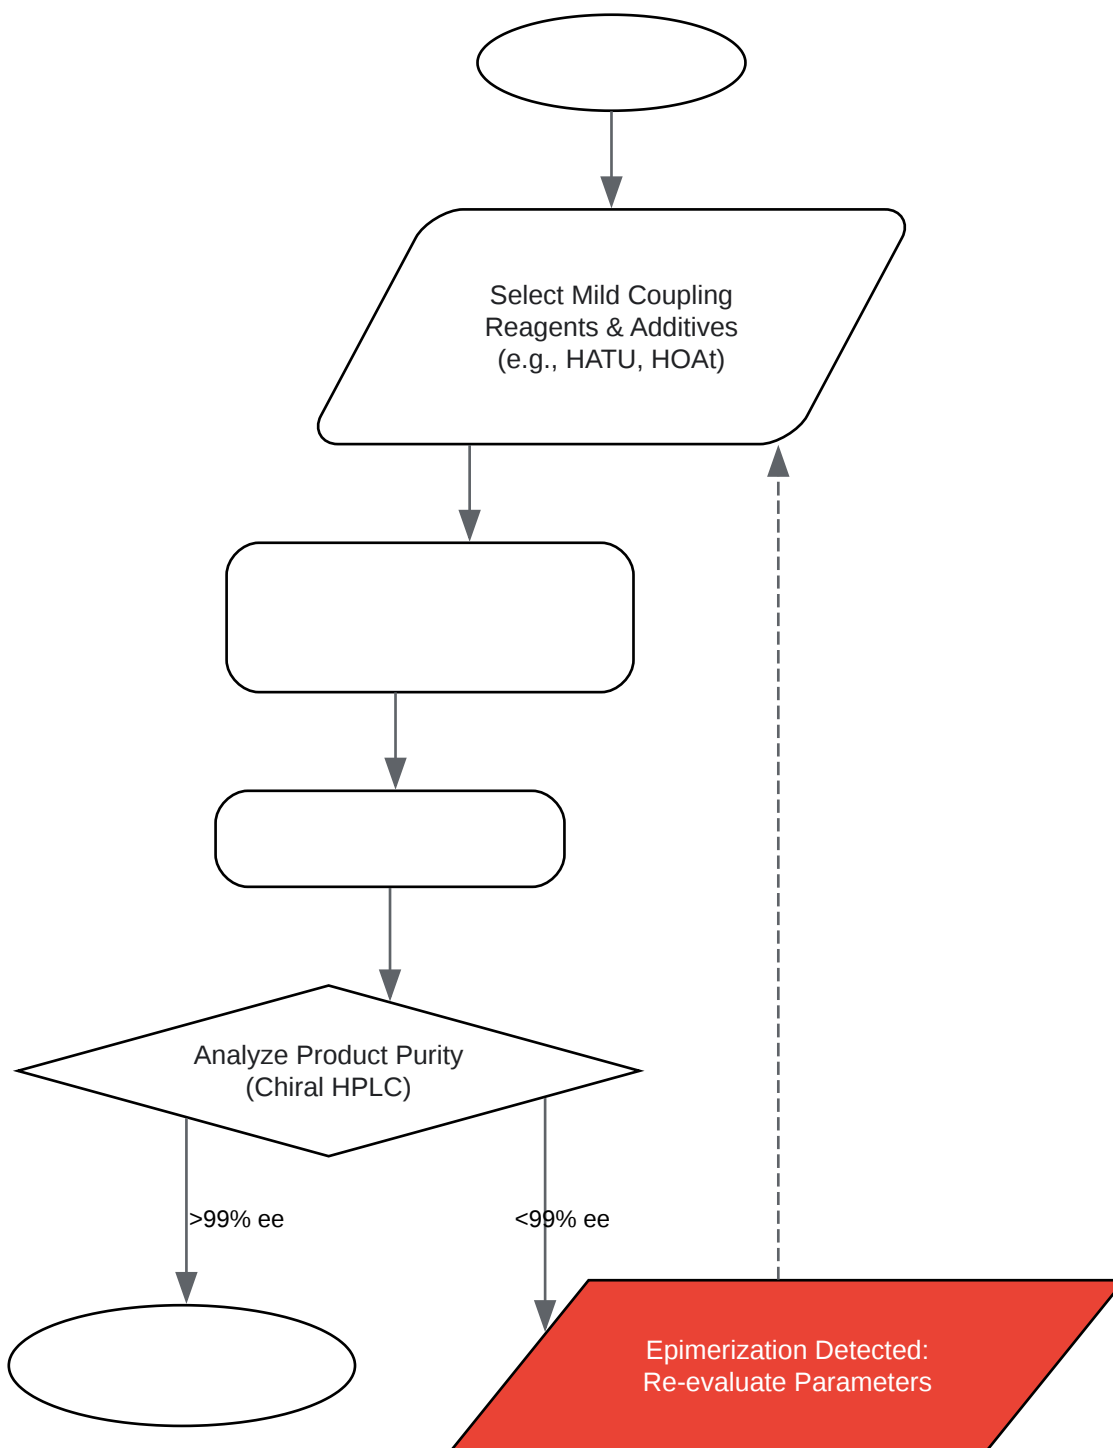 Select Mild Coupling
Reagents & Additives
(e.g., HATU, HOAt)
Analyze Product Purity
(Chiral HPLC)
>99% ee
<99% ee
Epimerization Detected:
Re-evaluate Parameters